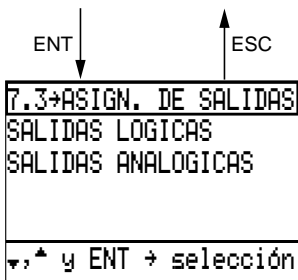 ENT ESC
7.3→ASIGN. DE SALIDAS
SALIDAS LOGICAS
SALIDAS ANALOGICAS
▼,▲ y ENT → selección